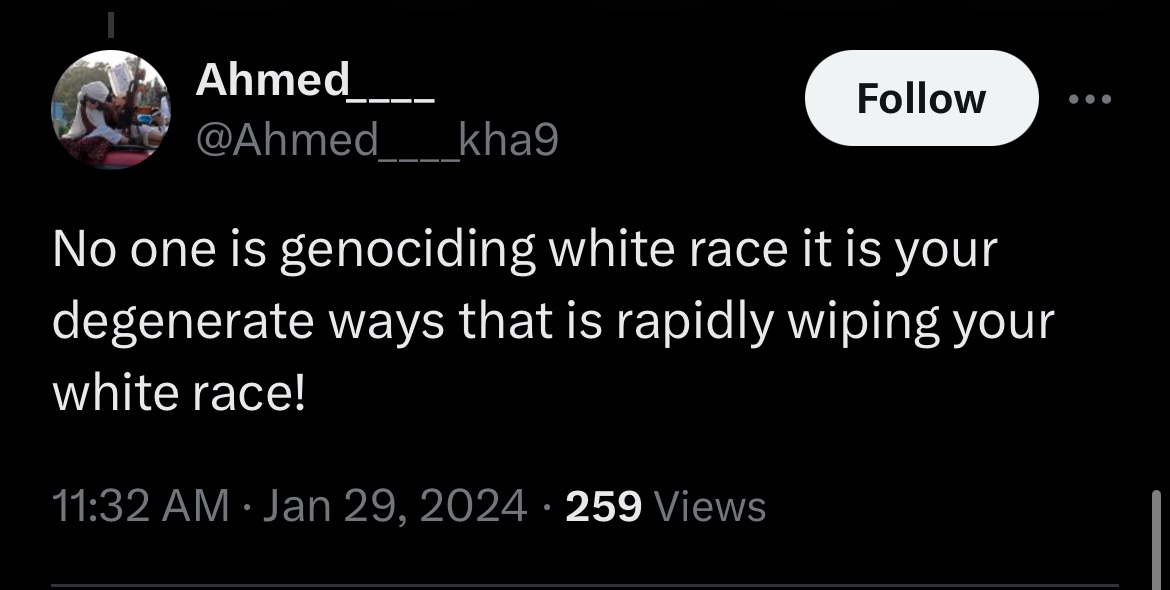 Ahmed____
@Ahmed____kha9
Follow
No one is genociding white race it is your
degenerate ways that is rapidly wiping your
white race!
11:32 AM · Jan 29, 2024 · 259 Views